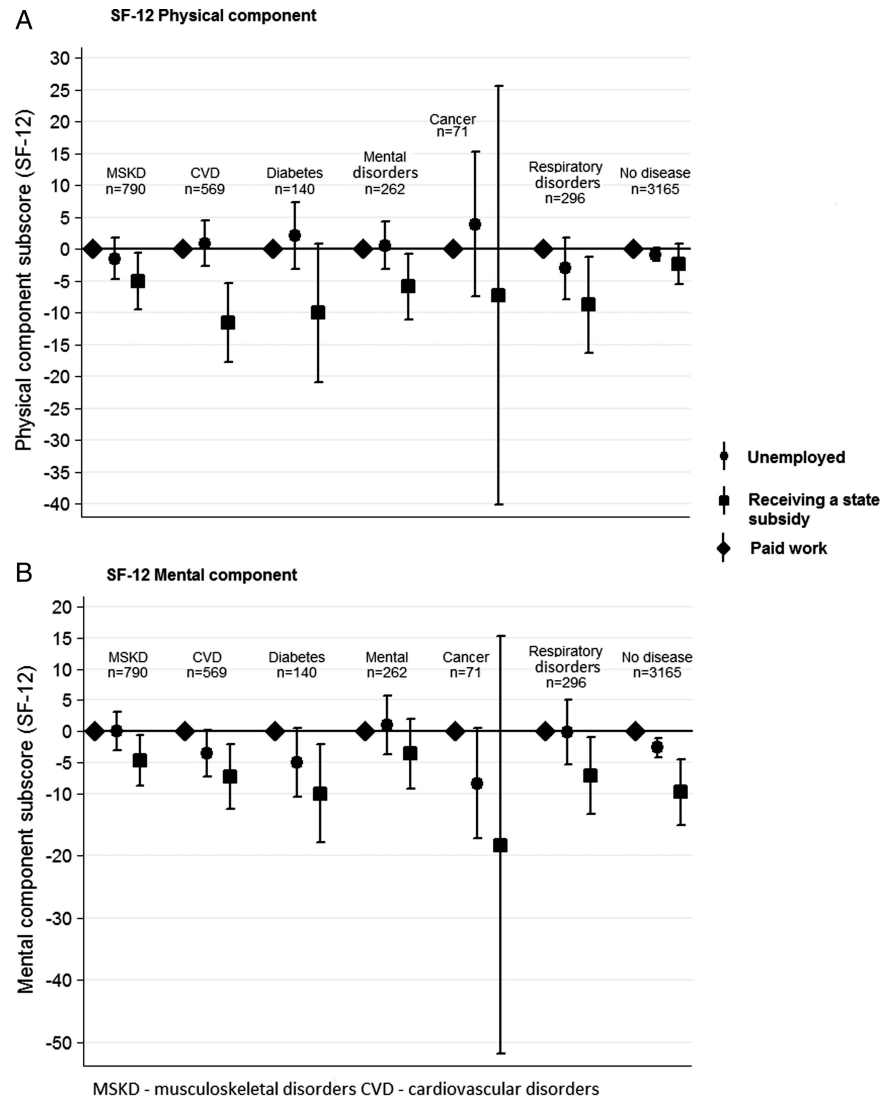 A
SF-12 Physical component
Physical component subscore (SF-12)
30
25
20
15
10
5
0
-5
-10
-15
-20
-25
-30
-35
-40
MSKD
n=790
CVD
n=569
Diabetes
n=140
Mental
disorders
n=262
Cancer
n=71
Respiratory
disorders
n=296
No disease
n=3165
Unemployed
Receiving a state
subsidy
Paid work
B
SF-12 Mental component
Mental component subscore (SF-12)
20
15
10
5
0
-5
-10
-20
-30
-40
-50
MSKD
n=790
CVD
n=569
Diabetes
n=140
Mental
n=262
Cancer
n=71
Respiratory
disorders
n=296
No disease
n=3165
MSKD - musculoskeletal disorders CVD - cardiovascular disorders